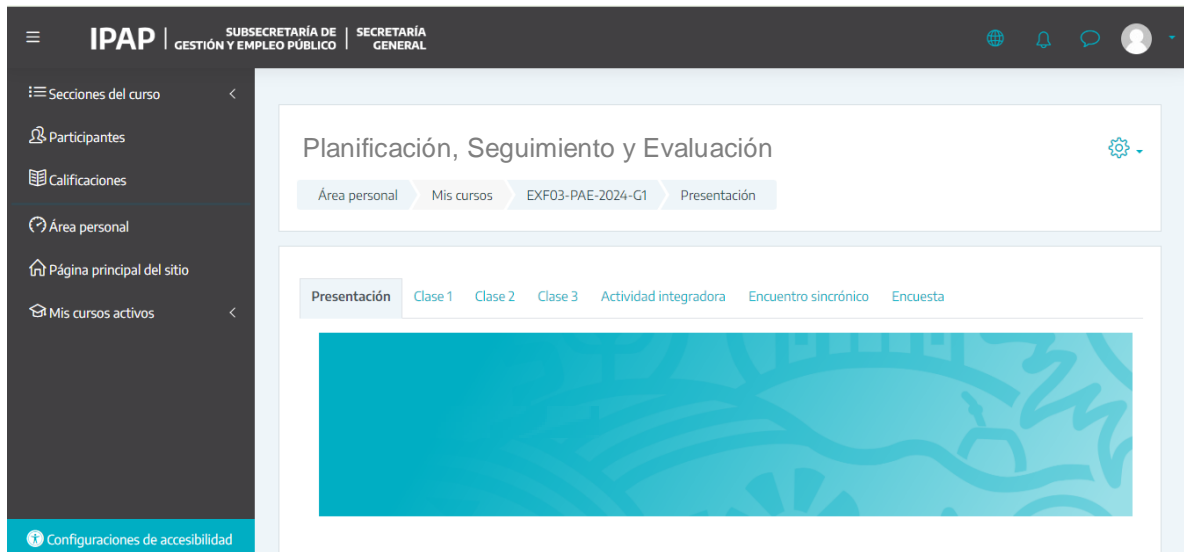 IPAP
SUBSECRETARÍA DE
GESTIÓN Y EMPLEO PÚBLICO
SECRETARÍA
GENERAL
Secciones del curso
Participantes
Calificaciones
Área personal
Página principal del sitio
Mis cursos activos
Configuraciones de accesibilidad
Planificación, Seguimiento y Evaluación
Área personal Mis cursos EXF03-PAE-2024-G1 Presentación
Presentación Clase 1 Clase 2 Clase 3 Actividad integradora Encuentro sincrónico Encuesta